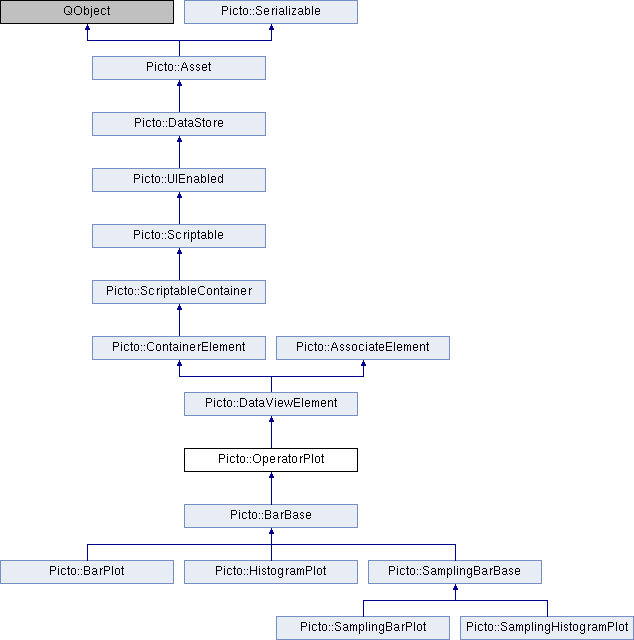 QObject
Picto::Serializable
Picto::Asset
Picto::DataStore
Picto::UIEnabled
Picto::Scriptable
Picto::ScriptableContainer
Picto::ContainerElement
Picto::AssociateElement
Picto::DataViewElement
Picto::OperatorPlot
Picto::BarBase
Picto::BarPlot
Picto::HistogramPlot
Picto::SamplingBarBase
Picto::SamplingBarPlot
Picto::SamplingHistogramPlot